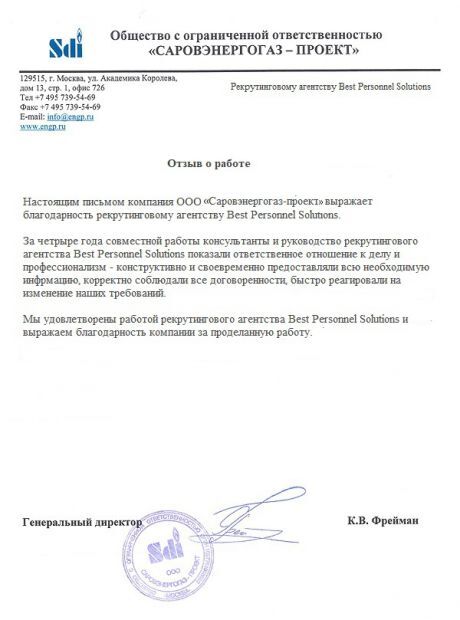 Sdi
Общество с ограниченной ответственностью
«САРОВЭНЕРГОГАЗ – ПРОЕКТ»
129515, г. Москва, ул. Академика Королева,
дом 13, стр. 1, офис 726
Тел +7 495 739-54-69
Факс +7 495 739-54-69
E-mail: info@engp.ru
www.engp.ru
Рекрутинговому агентству Best Personnel Solutions
Отзыв о работе
Настоящим письмом компания ООО «Саровэнергогаз-проект» выражает
благодарность рекрутинговому агентству Best Personnel Solutions.
За четрыре года совместной работы консультанты и руководство рекрутингового
агентства Best Personnel Solutions показали ответственное отношение к делу и
профессионализм - конструктивно и своевременно предоставляли всю необходимую
инфрмацию, корректно соблюдали все договоренности, быстро реагировали на
изменение наших требований.
Мы удовлетворены работой рекрутингового агентства Best Personnel Solutions и
выражаем благодарность компании за проделанную работу.
Генеральный директор
К.В. Фрейман
Sdi
ООО
САРОВЭНЕРГОГАЗ - ПРОЕКТ